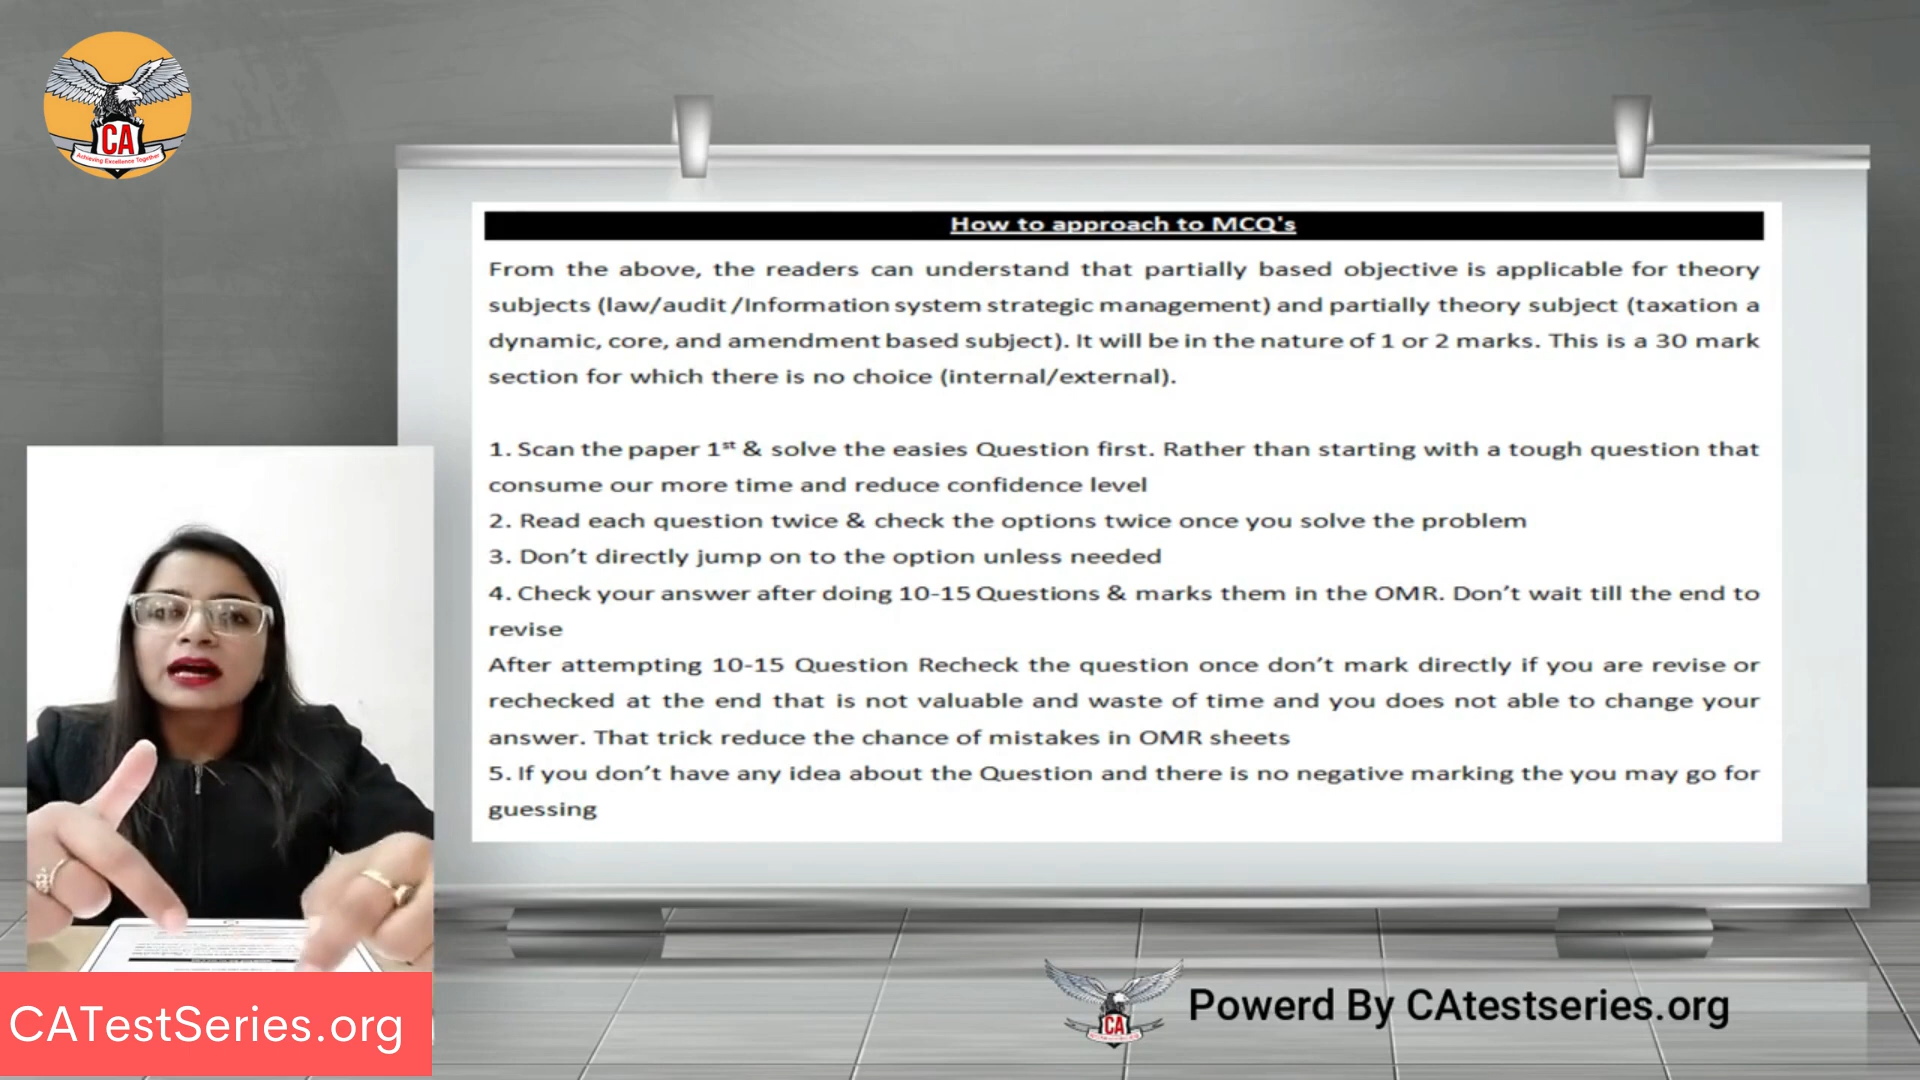 CA
Achieving Excellence Together
How to approach to MCQ's
From the above, the readers can understand that partially based objective is applicable for theory
subjects (law/audit /Information system strategic management) and partially theory subject (taxation a
dynamic, core, and amendment based subject). It will be in the nature of 1 or 2 marks. This is a 30 mark
section for which there is no choice (internal/external).
1. Scan the paper 1st & solve the easies Question first. Rather than starting with a tough question that
consume our more time and reduce confidence level
2. Read each question twice & check the options twice once you solve the problem
3. Don't directly jump on to the option unless needed
4. Check your answer after doing 10-15 Questions & marks them in the OMR. Don't wait till the end to
revise
After attempting 10-15 Question Recheck the question once don't mark directly if you are revise or
rechecked at the end that is not valuable and waste of time and you does not able to change your
answer. That trick reduce the chance of mistakes in OMR sheets
5. If you don't have any idea about the Question and there is no negative marking the you may go for
guessing
CATestSeries.org
CA
Powerd By CAtestseries.org